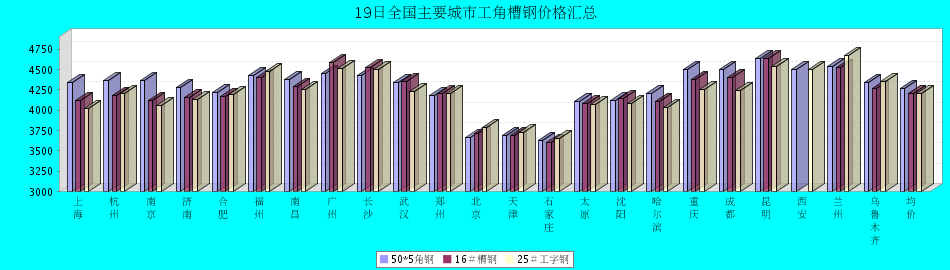 19日全国主要城市工角槽钢价格汇总
4750
4500
4250
4000
3750
3500
3250
3000
上海
杭州
南京
济南
合肥
福州
南昌
广州
长沙
武汉
郑州
北京
天津
石家庄
太原
沈阳
哈尔滨
重庆
成都
昆明
西安
兰州
乌鲁木齐
均价
50*5角钢 16#槽钢 25#工字钢